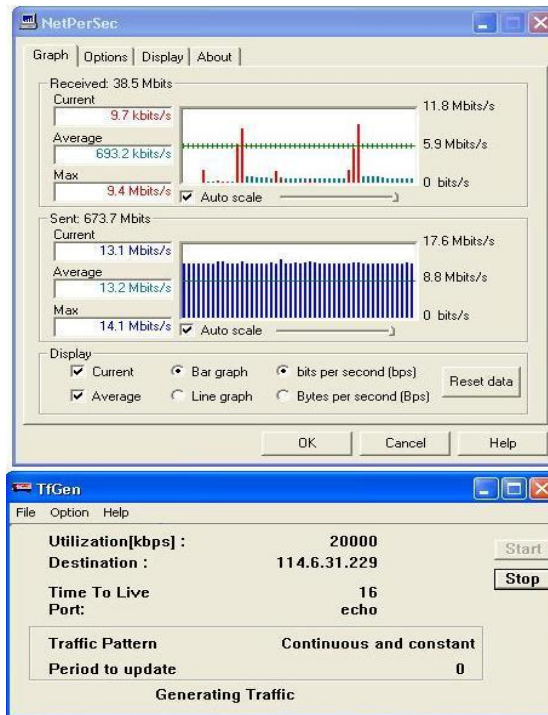 NetPerSec
Graph Options Display About
Received: 38.5 Mbits
Current
9.7 kbits/s
Average
693.2 kbits/s
Max
9.4 Mbits/s
11.8 Mbits/s
5.9 Mbits/s
0 bits/s
Auto scale
Sent: 673.7 Mbits
Current
13.1 Mbits/s
Average
13.2 Mbits/s
Max
14.1 Mbits/s
17.6 Mbits/s
8.8 Mbits/s
0 bits/s
Auto scale
Display
Current Bar graph bits per second (bps)
Average Line graph Bytes per second (Bps)
Reset data
OK Cancel Help
TfGen
File Option Help
Utilization[kbps] : 20000
Destination : 114.6.31.229
Time To Live 16
Port: echo
Start
Stop
Traffic Pattern Continuous and constant
Period to update 0
Generating Traffic